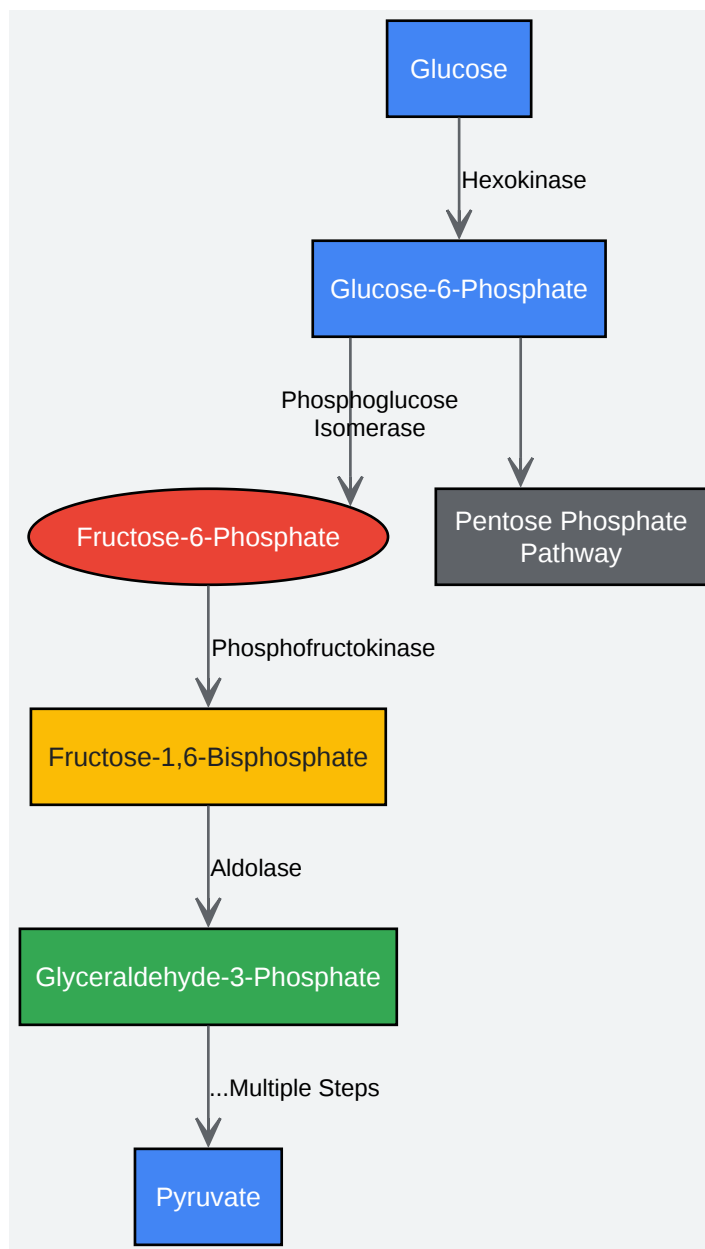 Glucose
Hexokinase
Glucose-6-Phosphate
Phosphoglucose
Isomerase
Fructose-6-Phosphate
Pentose Phosphate
Pathway
Phosphofructokinase
Fructose-1,6-Bisphosphate
Aldolase
Glyceraldehyde-3-Phosphate
...Multiple Steps
Pyruvate